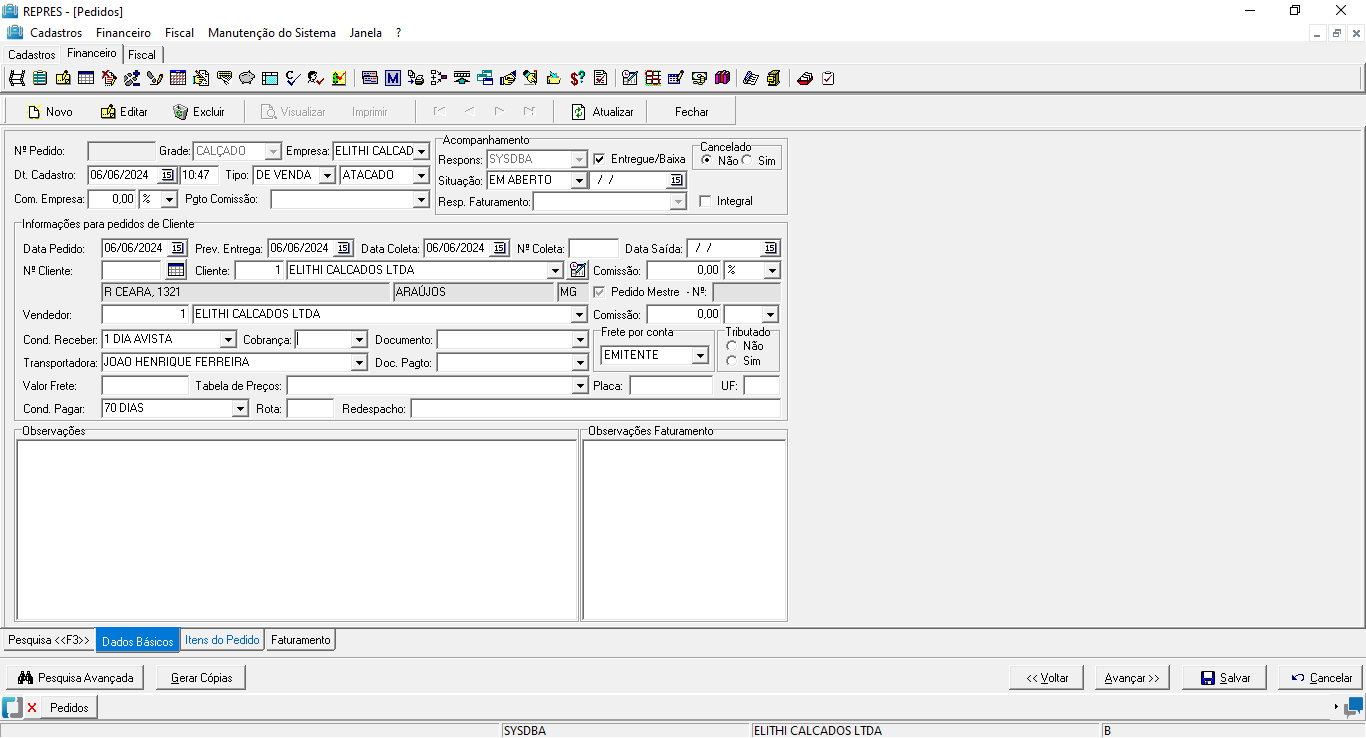 REPRES - [Pedidos]
Cadastros Financeiro Fiscal Manutenção do Sistema Janela ?
Cadastros Financeiro Fiscal
Novo Editar Excluir Visualizar Imprimir Atualizar Fechar
Nº Pedido: Grade: CALÇADO Empresa: ELITHI CALCAD
Dt. Cadastro: 06/06/2024 15 10:47 Tipo: DE VENDA ATACADO
Com. Empresa: 0,00 % Pgto Comissão:
Acompanhamento
Respons: SYSDBA Entregue/Baixa
Cancelado
Não Sim
Situação: EM ABERTO / / 15
Resp. Faturamento: Integral
Informações para pedidos de Cliente
Data Pedido: 06/06/2024 15 Prev. Entrega: 06/06/2024 15 Data Coleta: 06/06/2024 15 Nº Coleta: Data Saída: / / 15
Nº Cliente: Cliente: 1 ELITHI CALCADOS LTDA Comissão: 0,00 %
R CEARA, 1321 ARAÚJOS MG Pedido Mestre - Nº:
Vendedor: 1 ELITHI CALCADOS LTDA Comissão: 0,00
Cond. Receber: 1 DIA AVISTA Cobrança: Documento:
Frete por conta
EMITENTE
Tributado
Não
Sim
Transportadora: JOAO HENRIQUE FERREIRA Doc. Pagto:
Valor Frete: Tabela de Preços: Placa: UF:
Cond. Pagar: 70 DIAS Rota: Redespacho:
Observações
Observações Faturamento
Pesquisa <<F3>> Dados Básicos Itens do Pedido Faturamento
Pesquisa Avançada Gerar Cópias << Voltar Avançar >> Salvar Cancelar
Pedidos
SYSDBA ELITHI CALCADOS LTDA B